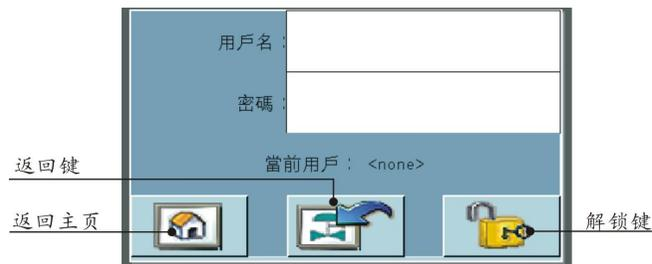 用戶名：
密碼：
當前用戶： <none>
返回键
返回主页
解锁键